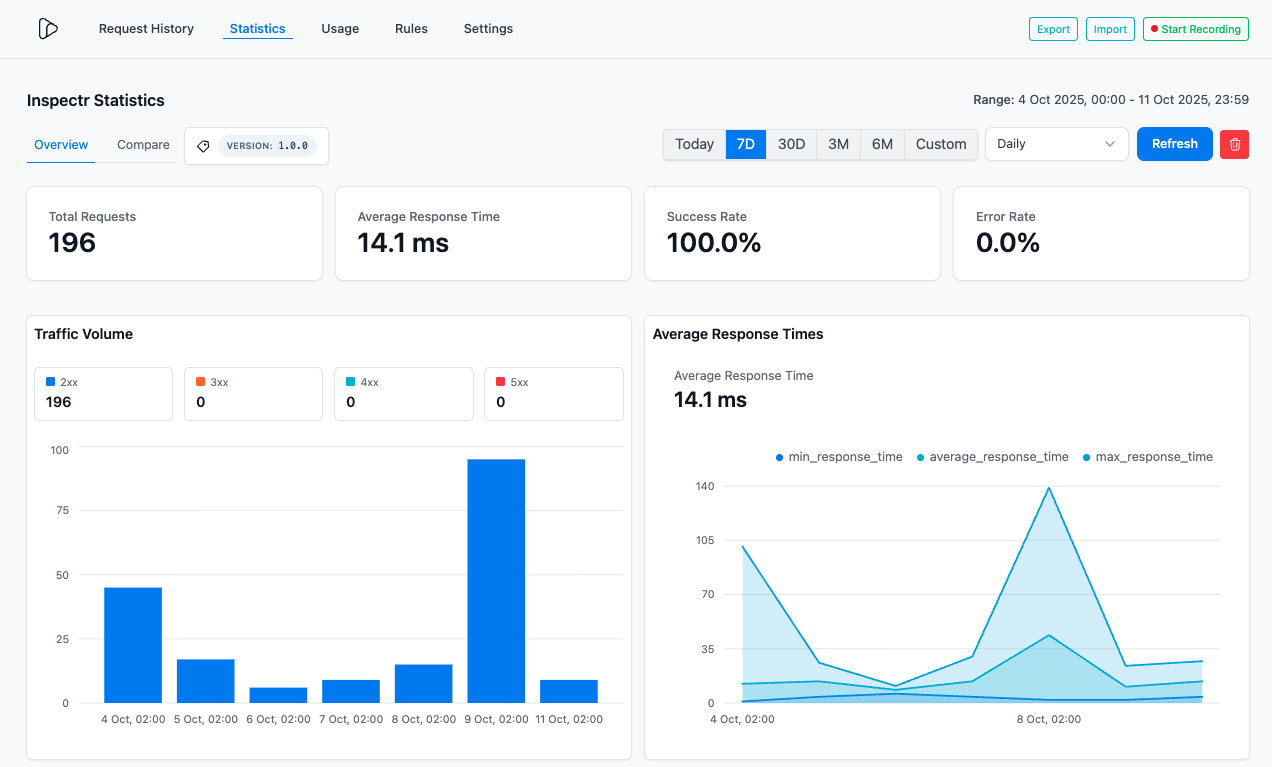 Request History Statistics Usage Rules Settings Export Import Start Recording
Inspectr Statistics Range: 4 Oct 2025, 00:00 - 11 Oct 2025, 23:59
Overview Compare VERSION: 1.0.0 Today 7D 30D 3M 6M Custom Daily Refresh
Total Requests
196
Average Response Time
14.1 ms
Success Rate
100.0%
Error Rate
0.0%
Traffic Volume
2xx
196
3xx
0
4xx
0
5xx
0
100
75
50
25
0
4 Oct, 02:00 5 Oct, 02:00 6 Oct, 02:00 7 Oct, 02:00 8 Oct, 02:00 9 Oct, 02:00 11 Oct, 02:00
Average Response Times
Average Response Time
14.1 ms
min_response_time average_response_time max_response_time
140
105
70
35
0
4 Oct, 02:00 8 Oct, 02:00